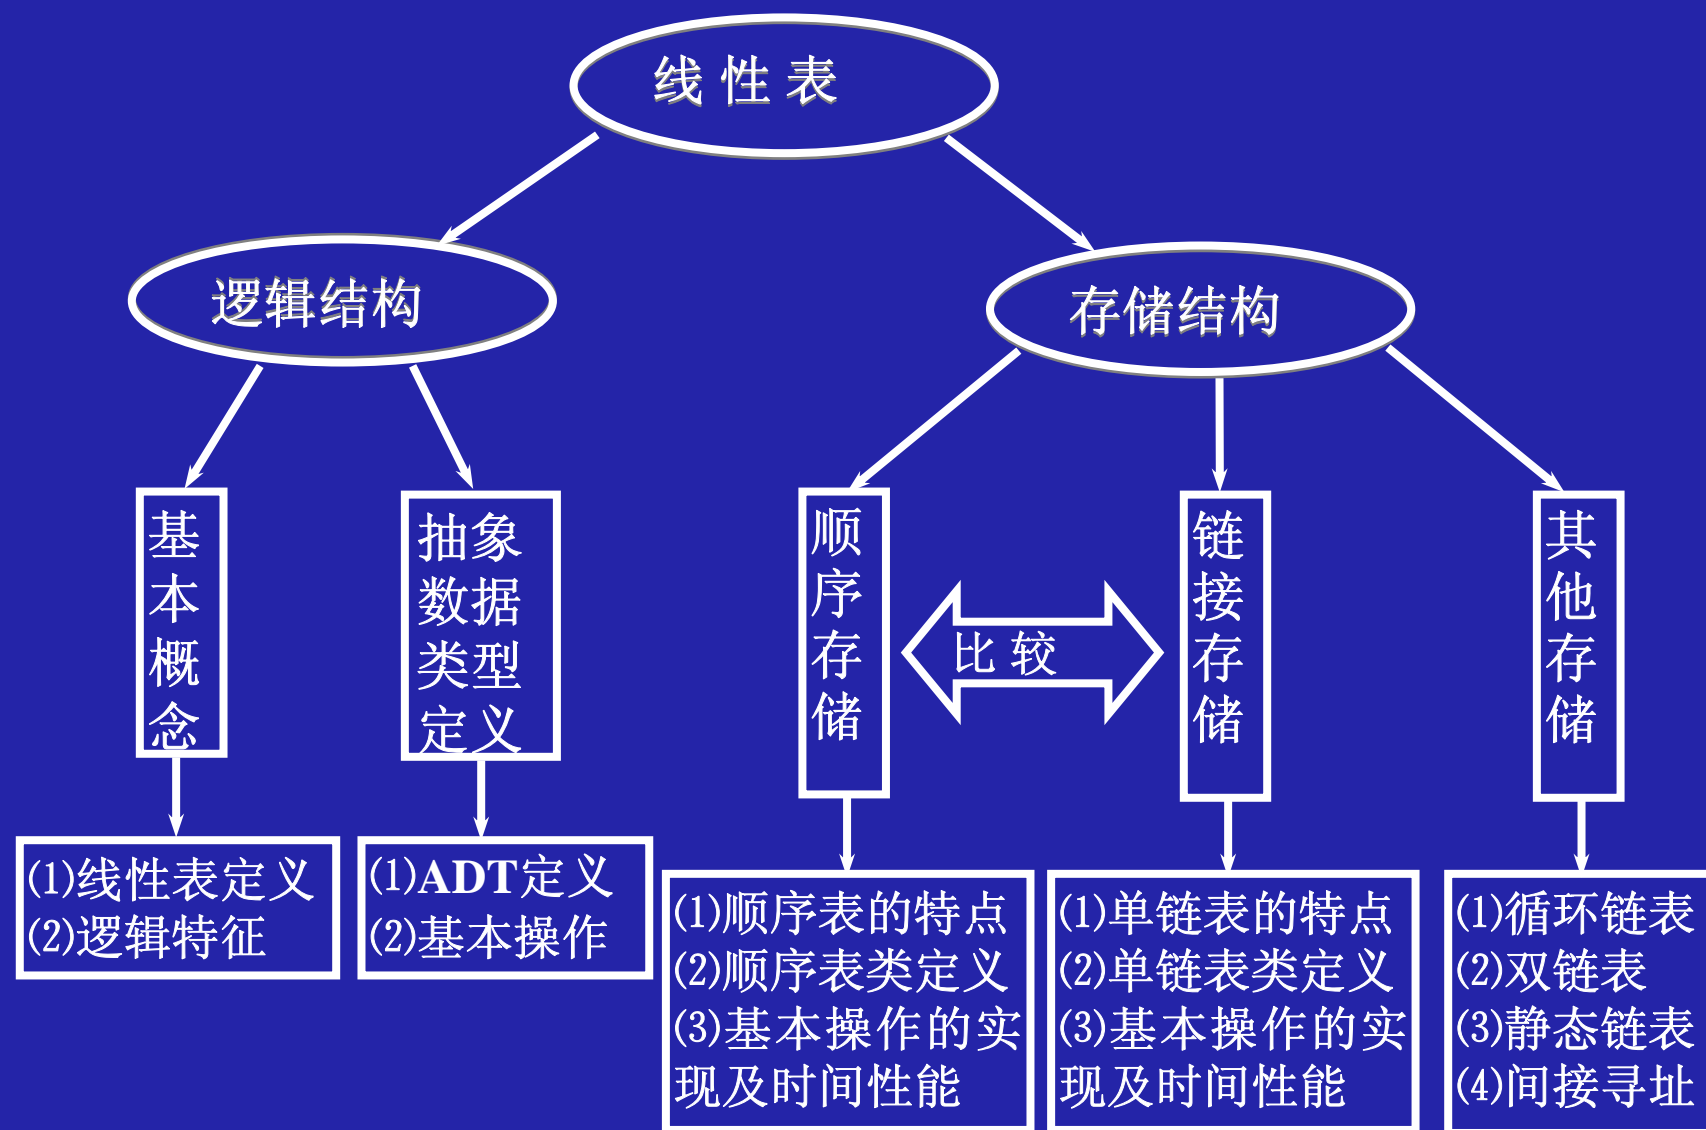 线性表
逻辑结构
存储结构
基本概念
抽象
数据
类型
定义
顺序存储
比较
链接存储
其他存储
⑴线性表定义
⑵逻辑特征
⑴ADT定义
⑵基本操作
⑴顺序表的特点
⑵顺序表类定义
⑶基本操作的实
现及时间性能
⑴单链表的特点
⑵单链表类定义
⑶基本操作的实
现及时间性能
⑴循环链表
⑵双链表
⑶静态链表
⑷间接寻址